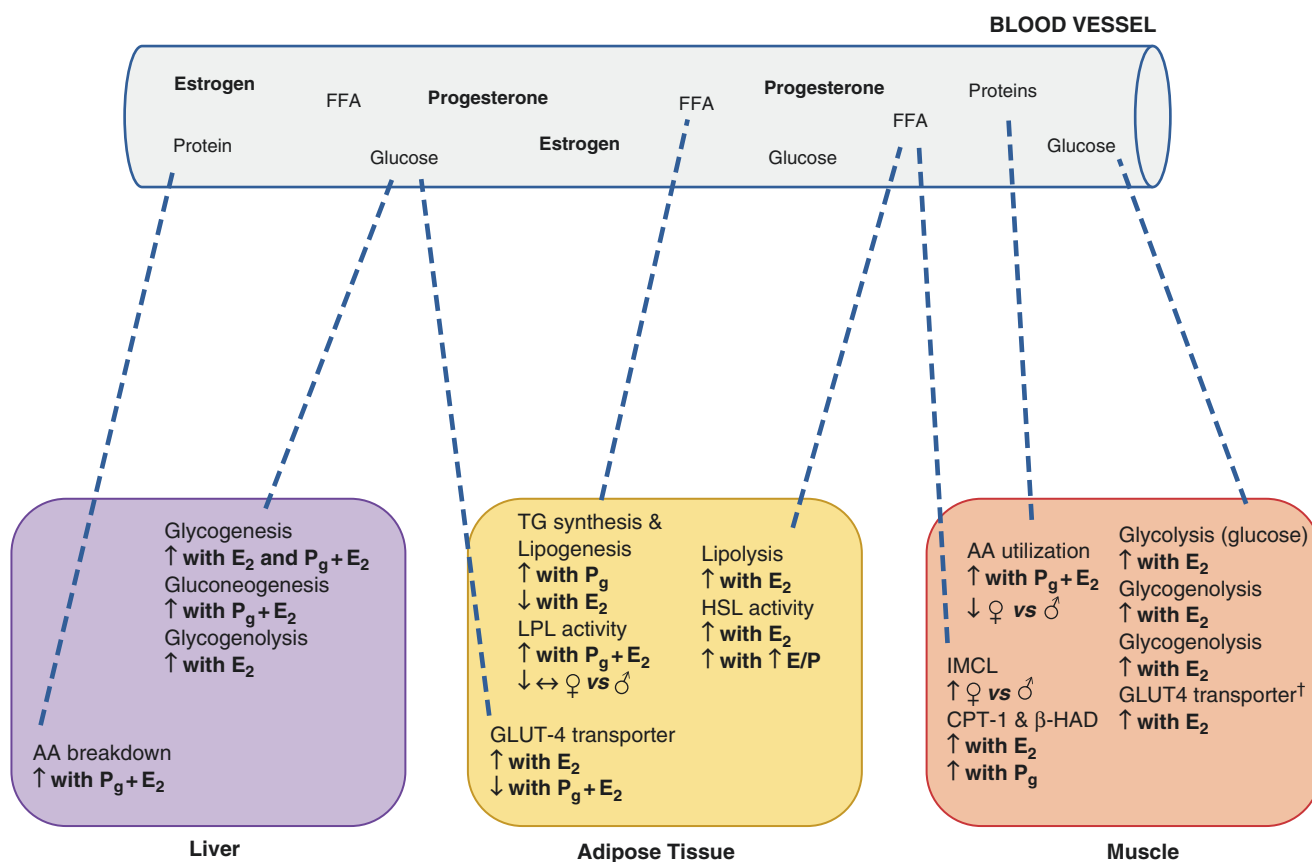 BLOOD VESSEL
Estrogen
FFA
Progesterone
FFA
Progesterone
Proteins
FFA
Protein
Glucose
Estrogen
Glucose
Glucose
Glycogenesis
↑ with E₂ and Pg + E₂
Gluconeogenesis
↑ with Pg + E₂
Glycogenolysis
↑ with E₂
AA breakdown
↑ with Pg + E₂
Liver
TG synthesis &
Lipogenesis
↑ with Pg
↓ with E₂
LPL activity
↑ with Pg + E₂
↓ ↔ ♀ vs ♂
Lipolysis
↑ with E₂
HSL activity
↑ with E₂
↑ with ↑ E/P
GLUT-4 transporter
↑ with E₂
↓ with Pg + E₂
Adipose Tissue
AA utilization
↑ with Pg + E₂
↓ ♀ vs ♂
IMCL
↑ ♀ vs ♂
CPT-1 & β-HAD
↑ with E₂
↑ with Pg
Glycolysis (glucose)
↑ with E₂
Glycogenolysis
↑ with E₂
Glycogenolysis
↑ with E₂
GLUT4 transporter†
↑ with E₂
Muscle